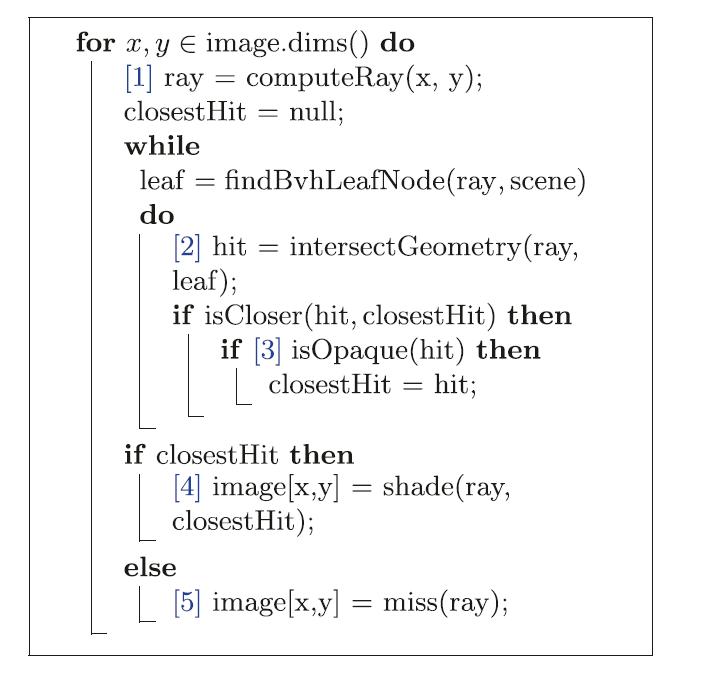 for x, y ∈ image.dims() do
[1] ray = computeRay(x, y);
closestHit = null;
while
leaf = findBvhLeafNode(ray, scene)
do
[2] hit = intersectGeometry(ray,
leaf);
if isCloser(hit, closestHit) then
if [3] isOpaque(hit) then
closestHit = hit;
if closestHit then
[4] image[x,y] = shade(ray,
closestHit);
else
[5] image[x,y] = miss(ray);